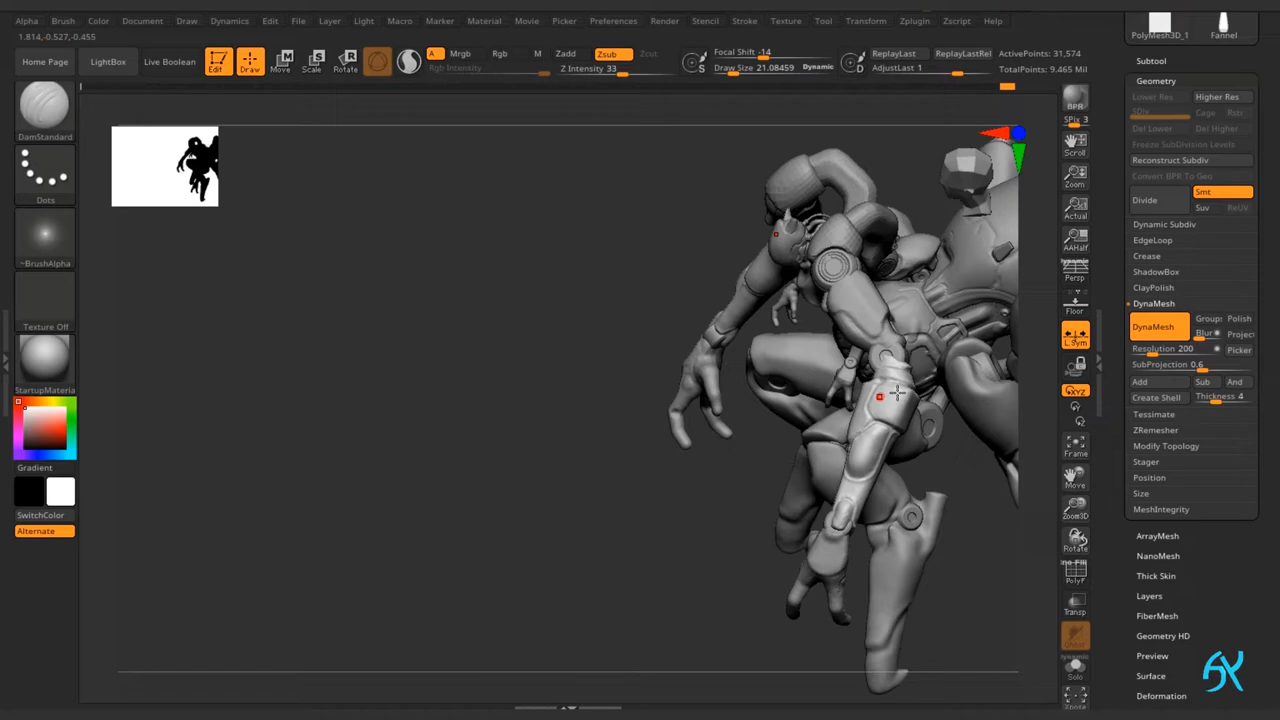 Alpha Brush Color Document Draw Dynamics Edit File Layer Light Macro Marker Material Movie Picker Preferences Render Stencil Stroke Texture Tool Transform Zplugin Zscript Help
1.814,-0.527,-0.455
Home Page LightBox Live Boolean Edit Draw Move Scale Rotate
A Mrgb Rgb M Zadd Zsub Zcut
Rgb Intensity Z Intensity 33
S Focal Shift -14
Draw Size 21.08459 Dynamic
D ReplayLast ReplayLastRel
AdjustLast 1
ActivePoints: 31,574
TotalPoints: 9.465 Mil
DamStandard
Dots
~BrushAlpha
Texture Off
StartupMateria
Gradient
SwitchColor
Alternate
BPR
SPix 3
Scroll
Zoom
Actual
AAHalf
Dynamic
Persp
Floor
L.Sym
XYZ
Frame
Move
Zoom3D
Rotate
PolyF
Transp
Ghost
Dynamic
Solo
Xpose
PolyMesh3D_1 Fannel
Subtool
Geometry
Lower Res Higher Res
SDiv Cage Rstr
Del Lower Del Higher
Freeze SubDivision Levels
Reconstruct Subdiv
Convert BPR To Geo
Divide Smt
Suv ReUV
Dynamic Subdiv
EdgeLoop
Crease
ShadowBox
ClayPolish
DynaMesh
DynaMesh Groups Polish
Blur Project
Resolution 200 Picker
SubProjection 0.6
Add Sub And
Create Shell Thickness 4
Tessimate
ZRemesher
Modify Topology
Stager
Position
Size
MeshIntegrity
ArrayMesh
NanoMesh
Thick Skin
Layers
FiberMesh
Geometry HD
Preview
Surface
Deformation